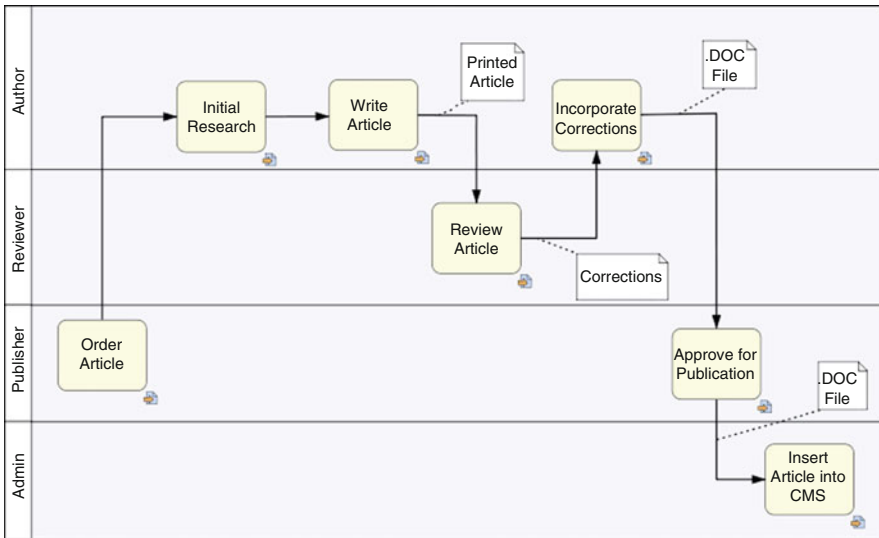 Author
Initial
Research
Write
Article
Printed
Article
Incorporate
Corrections
.DOC
File
Reviewer
Review
Article
Corrections
Publisher
Order
Article
Approve for
Publication
.DOC
File
Admin
Insert
Article into
CMS